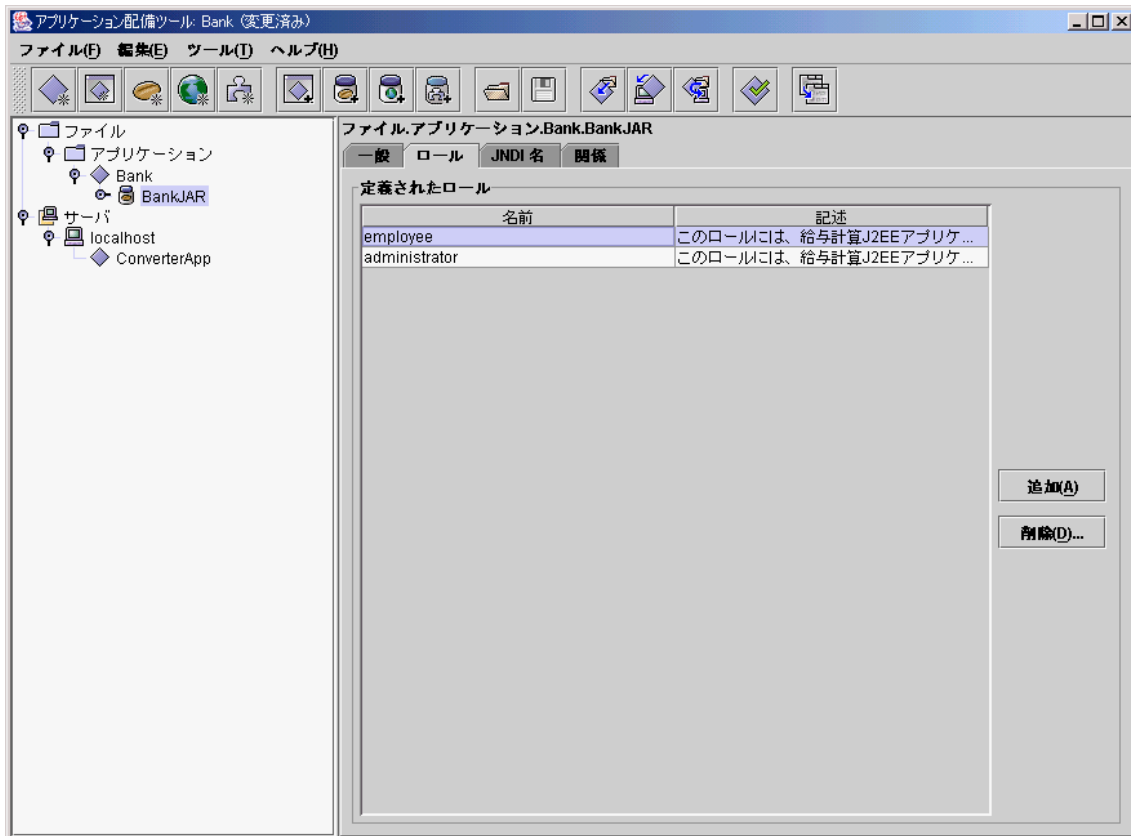 アプリケーション配備ツール: Bank (変更済み)
ファイル(F) 編集(E) ツール(T) ヘルプ(H)
ファイル
アプリケーション
Bank
BankJAR
サーバ
localhost
ConverterApp
ファイル.アプリケーション.Bank.BankJAR
一般 ロール JNDI 名 関係
定義されたロール
名前 記述
employee このロールには、給与計算J2EEアプリケ...
administrator このロールには、給与計算J2EEアプリケ...
追加(A)
削除(D)...